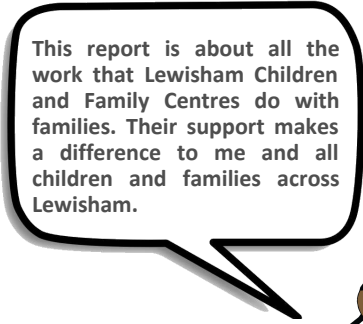 This report is about all the
work that Lewisham Children
and Family Centres do with
families. Their support makes
a difference to me and all
children and families across
Lewisham.